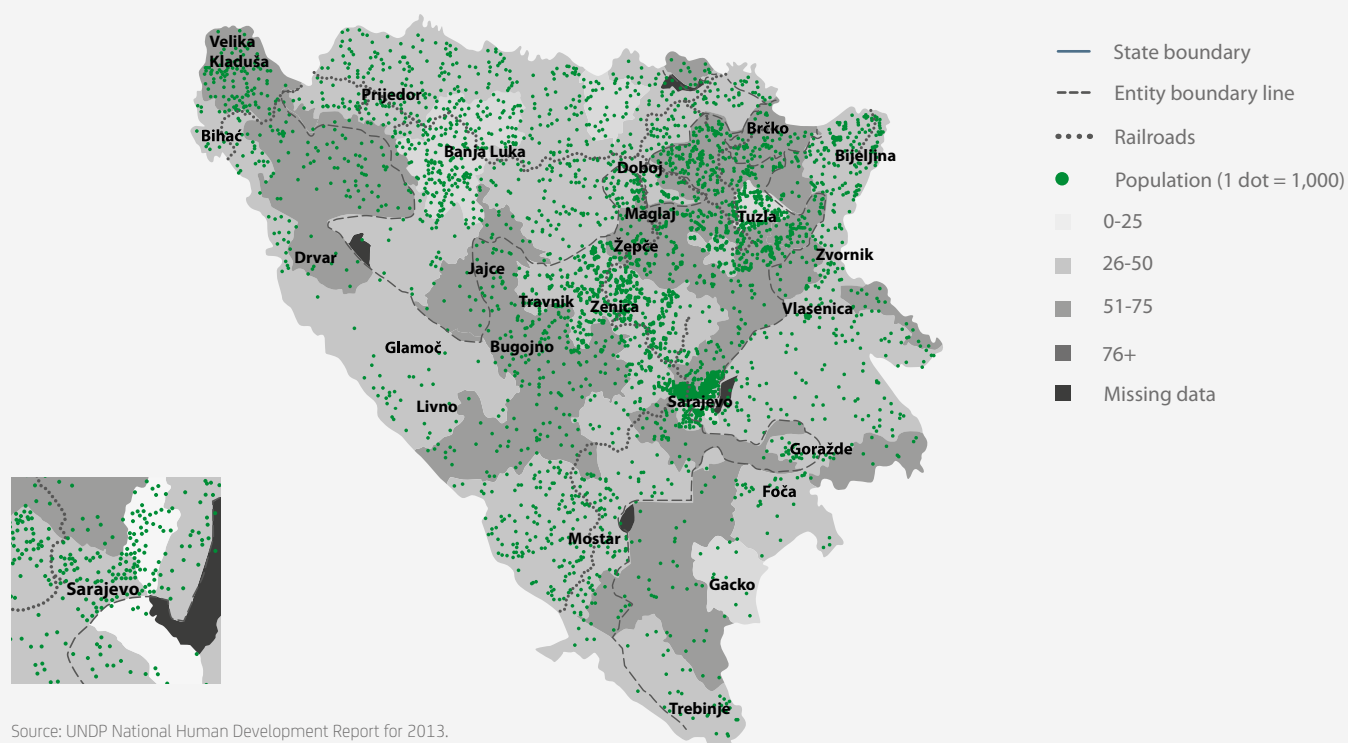 Velika
Kladuša
Prijedor
Bihać
Banja Luka
Brčko
Bijeljina
Doboj
Maglaj
Tuzla
Žepče
Drvar
Jajce
Zvornik
Travnik
Zenica
Vlasenica
Glamoč
Bugojno
Livno
Sarajevo
Goražde
Foča
Mostar
Gacko
Trebinje
Sarajevo
State boundary
Entity boundary line
Railroads
Population (1 dot = 1,000)
0-25
26-50
51-75
76+
Missing data
Source: UNDP National Human Development Report for 2013.